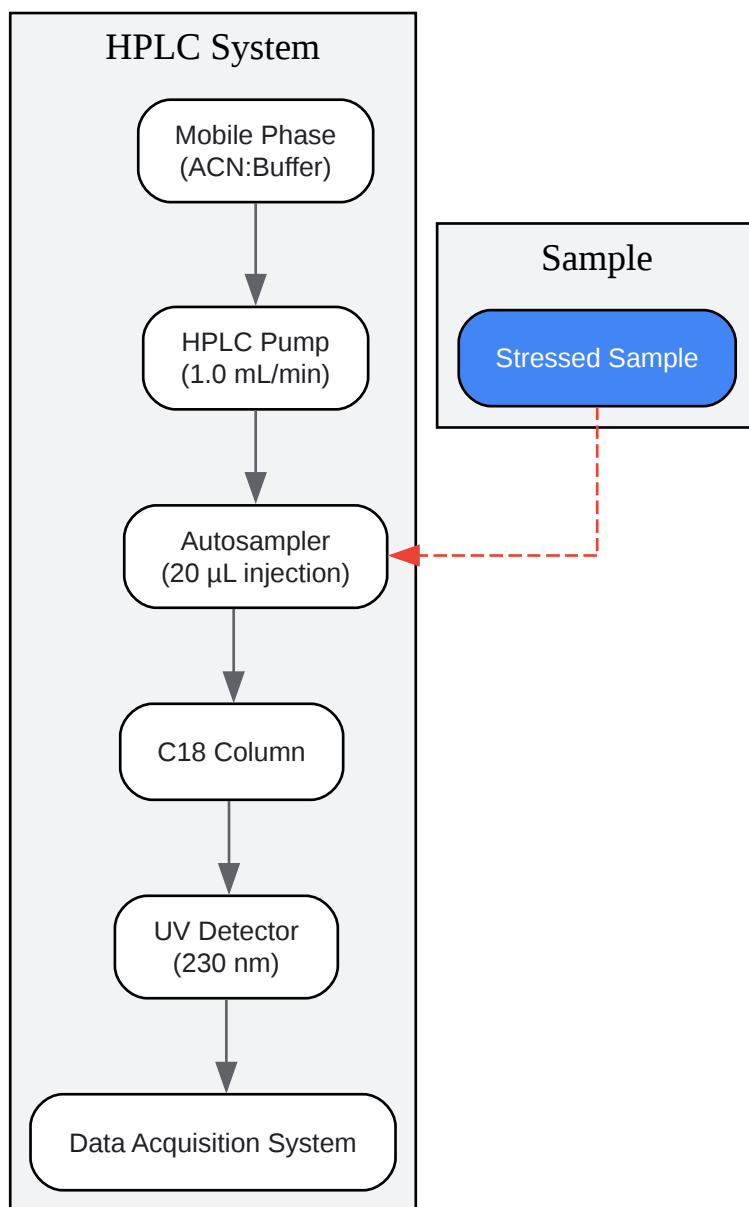 HPLC System
Mobile Phase
(ACN:Buffer)
HPLC Pump
(1.0 mL/min)
Autosampler
(20 µL injection)
C18 Column
UV Detector
(230 nm)
Data Acquisition System
Sample
Stressed Sample